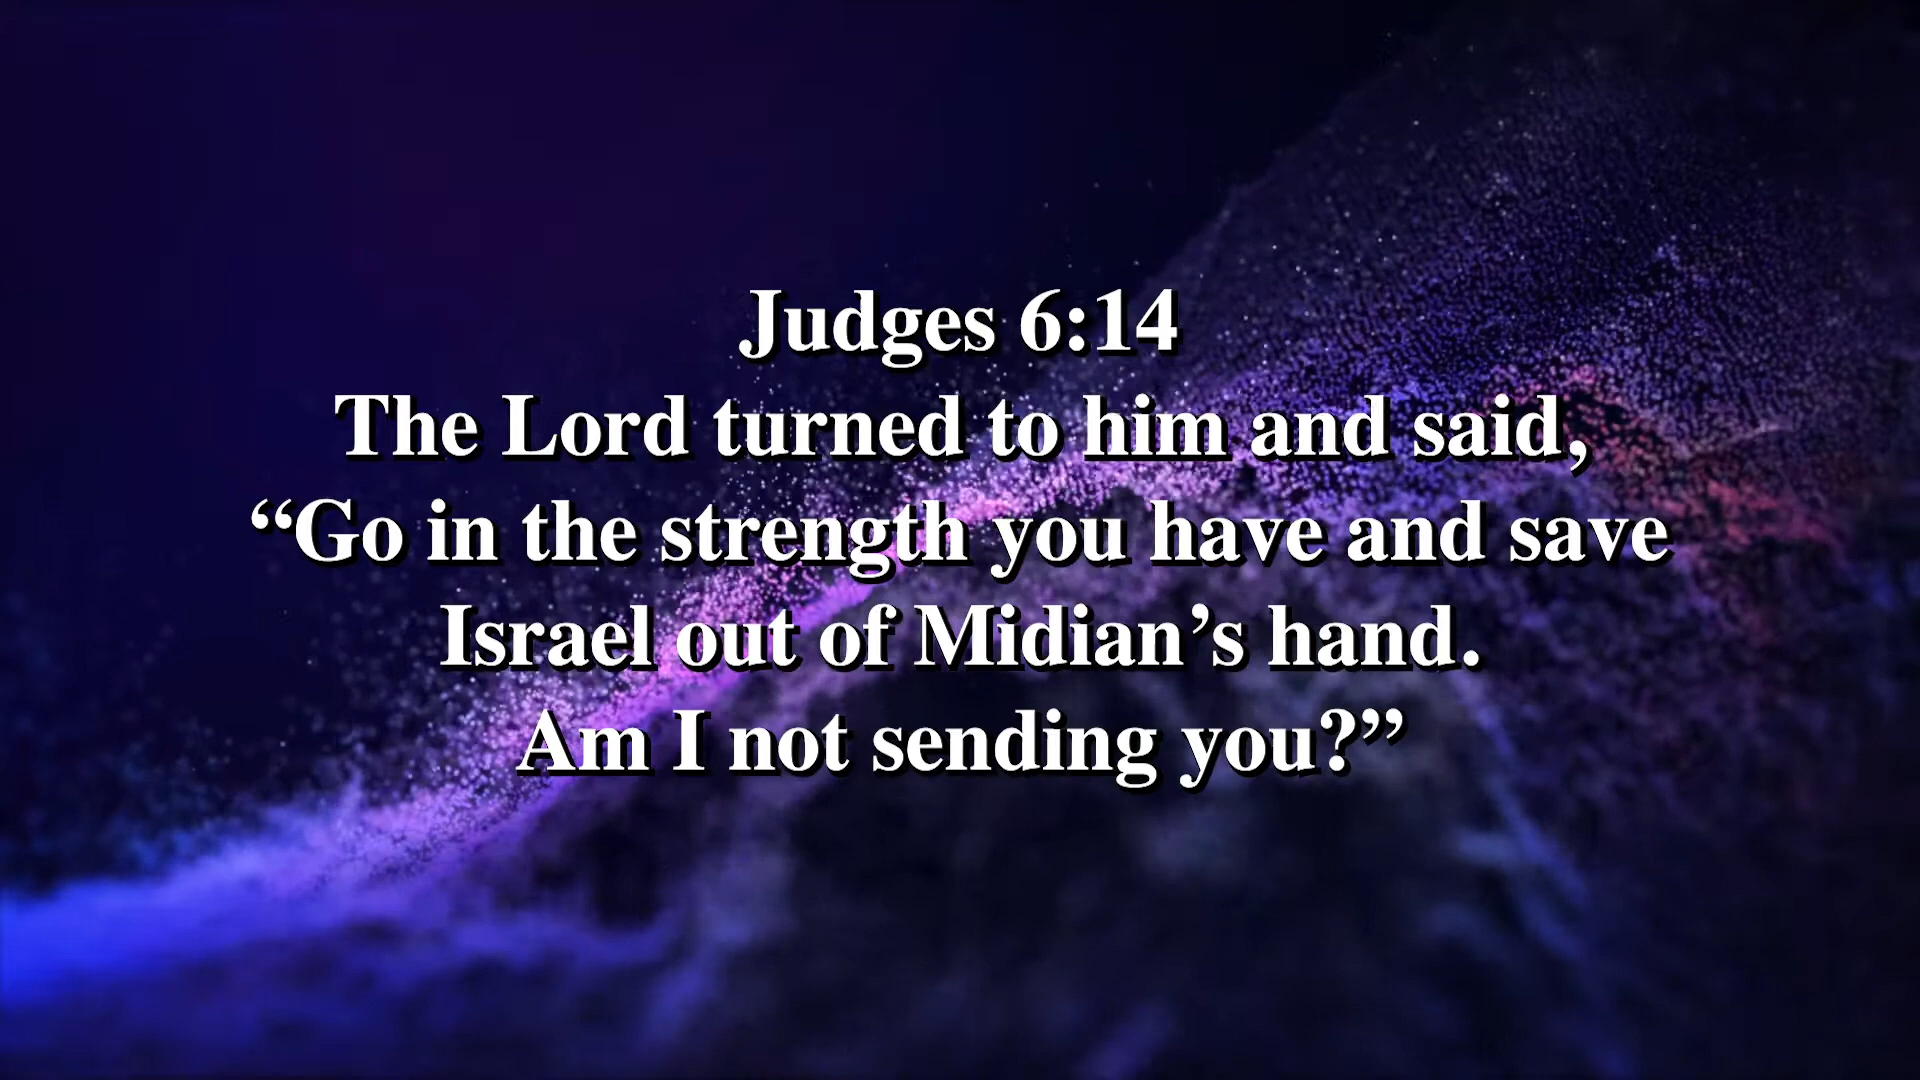 Judges 6:14
The Lord turned to him and said,
“Go in the strength you have and save
Israel out of Midian’s hand.
Am I not sending you?”